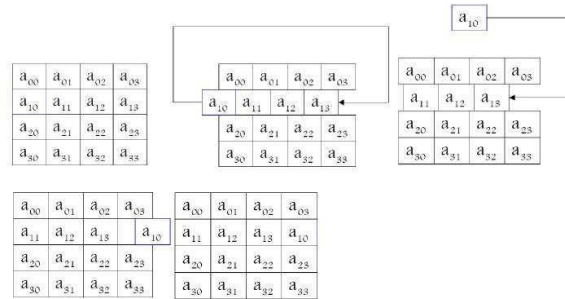 a₁₀
a₀₀ a₀₁ a₀₂ a₀₃
a₁₀ a₁₁ a₁₂ a₁₃
a₂₀ a₂₁ a₂₂ a₂₃
a₃₀ a₃₁ a₃₂ a₃₃
a₀₀ a₀₁ a₀₂ a₀₃
a₁₀ a₁₁ a₁₂ a₁₃
a₂₀ a₂₁ a₂₂ a₂₃
a₃₀ a₃₁ a₃₂ a₃₃
a₀₀ a₀₁ a₀₂ a₀₃
a₁₁ a₁₂ a₁₃
a₂₀ a₂₁ a₂₂ a₂₃
a₃₀ a₃₁ a₃₂ a₃₃
a₀₀ a₀₁ a₀₂ a₀₃
a₁₁ a₁₂ a₁₃ a₁₀
a₂₀ a₂₁ a₂₂ a₂₃
a₃₀ a₃₁ a₃₂ a₃₃
a₀₀ a₀₁ a₀₂ a₀₃
a₁₁ a₁₂ a₁₃ a₁₀
a₂₀ a₂₁ a₂₂ a₂₃
a₃₀ a₃₁ a₃₂ a₃₃